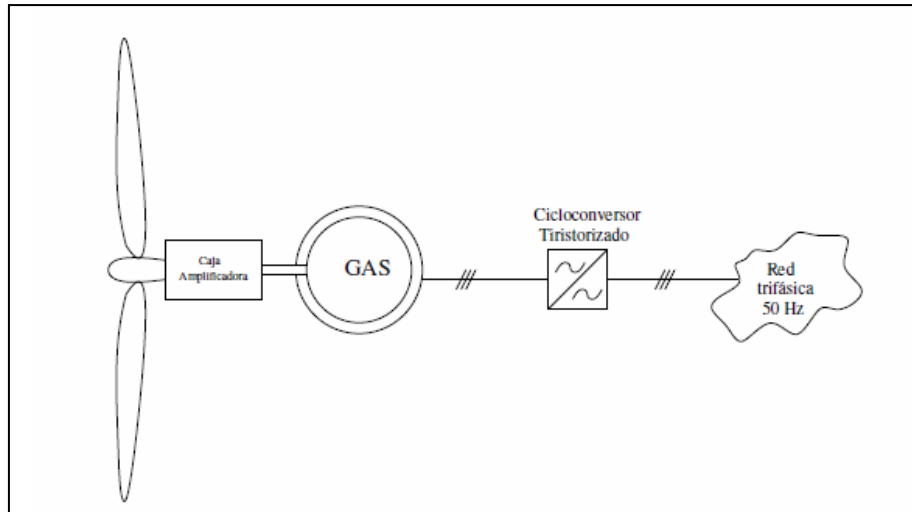 Caja
Amplificadora
GAS
Cicloconversor
Tiristorizado
Red
trifásica
50 Hz